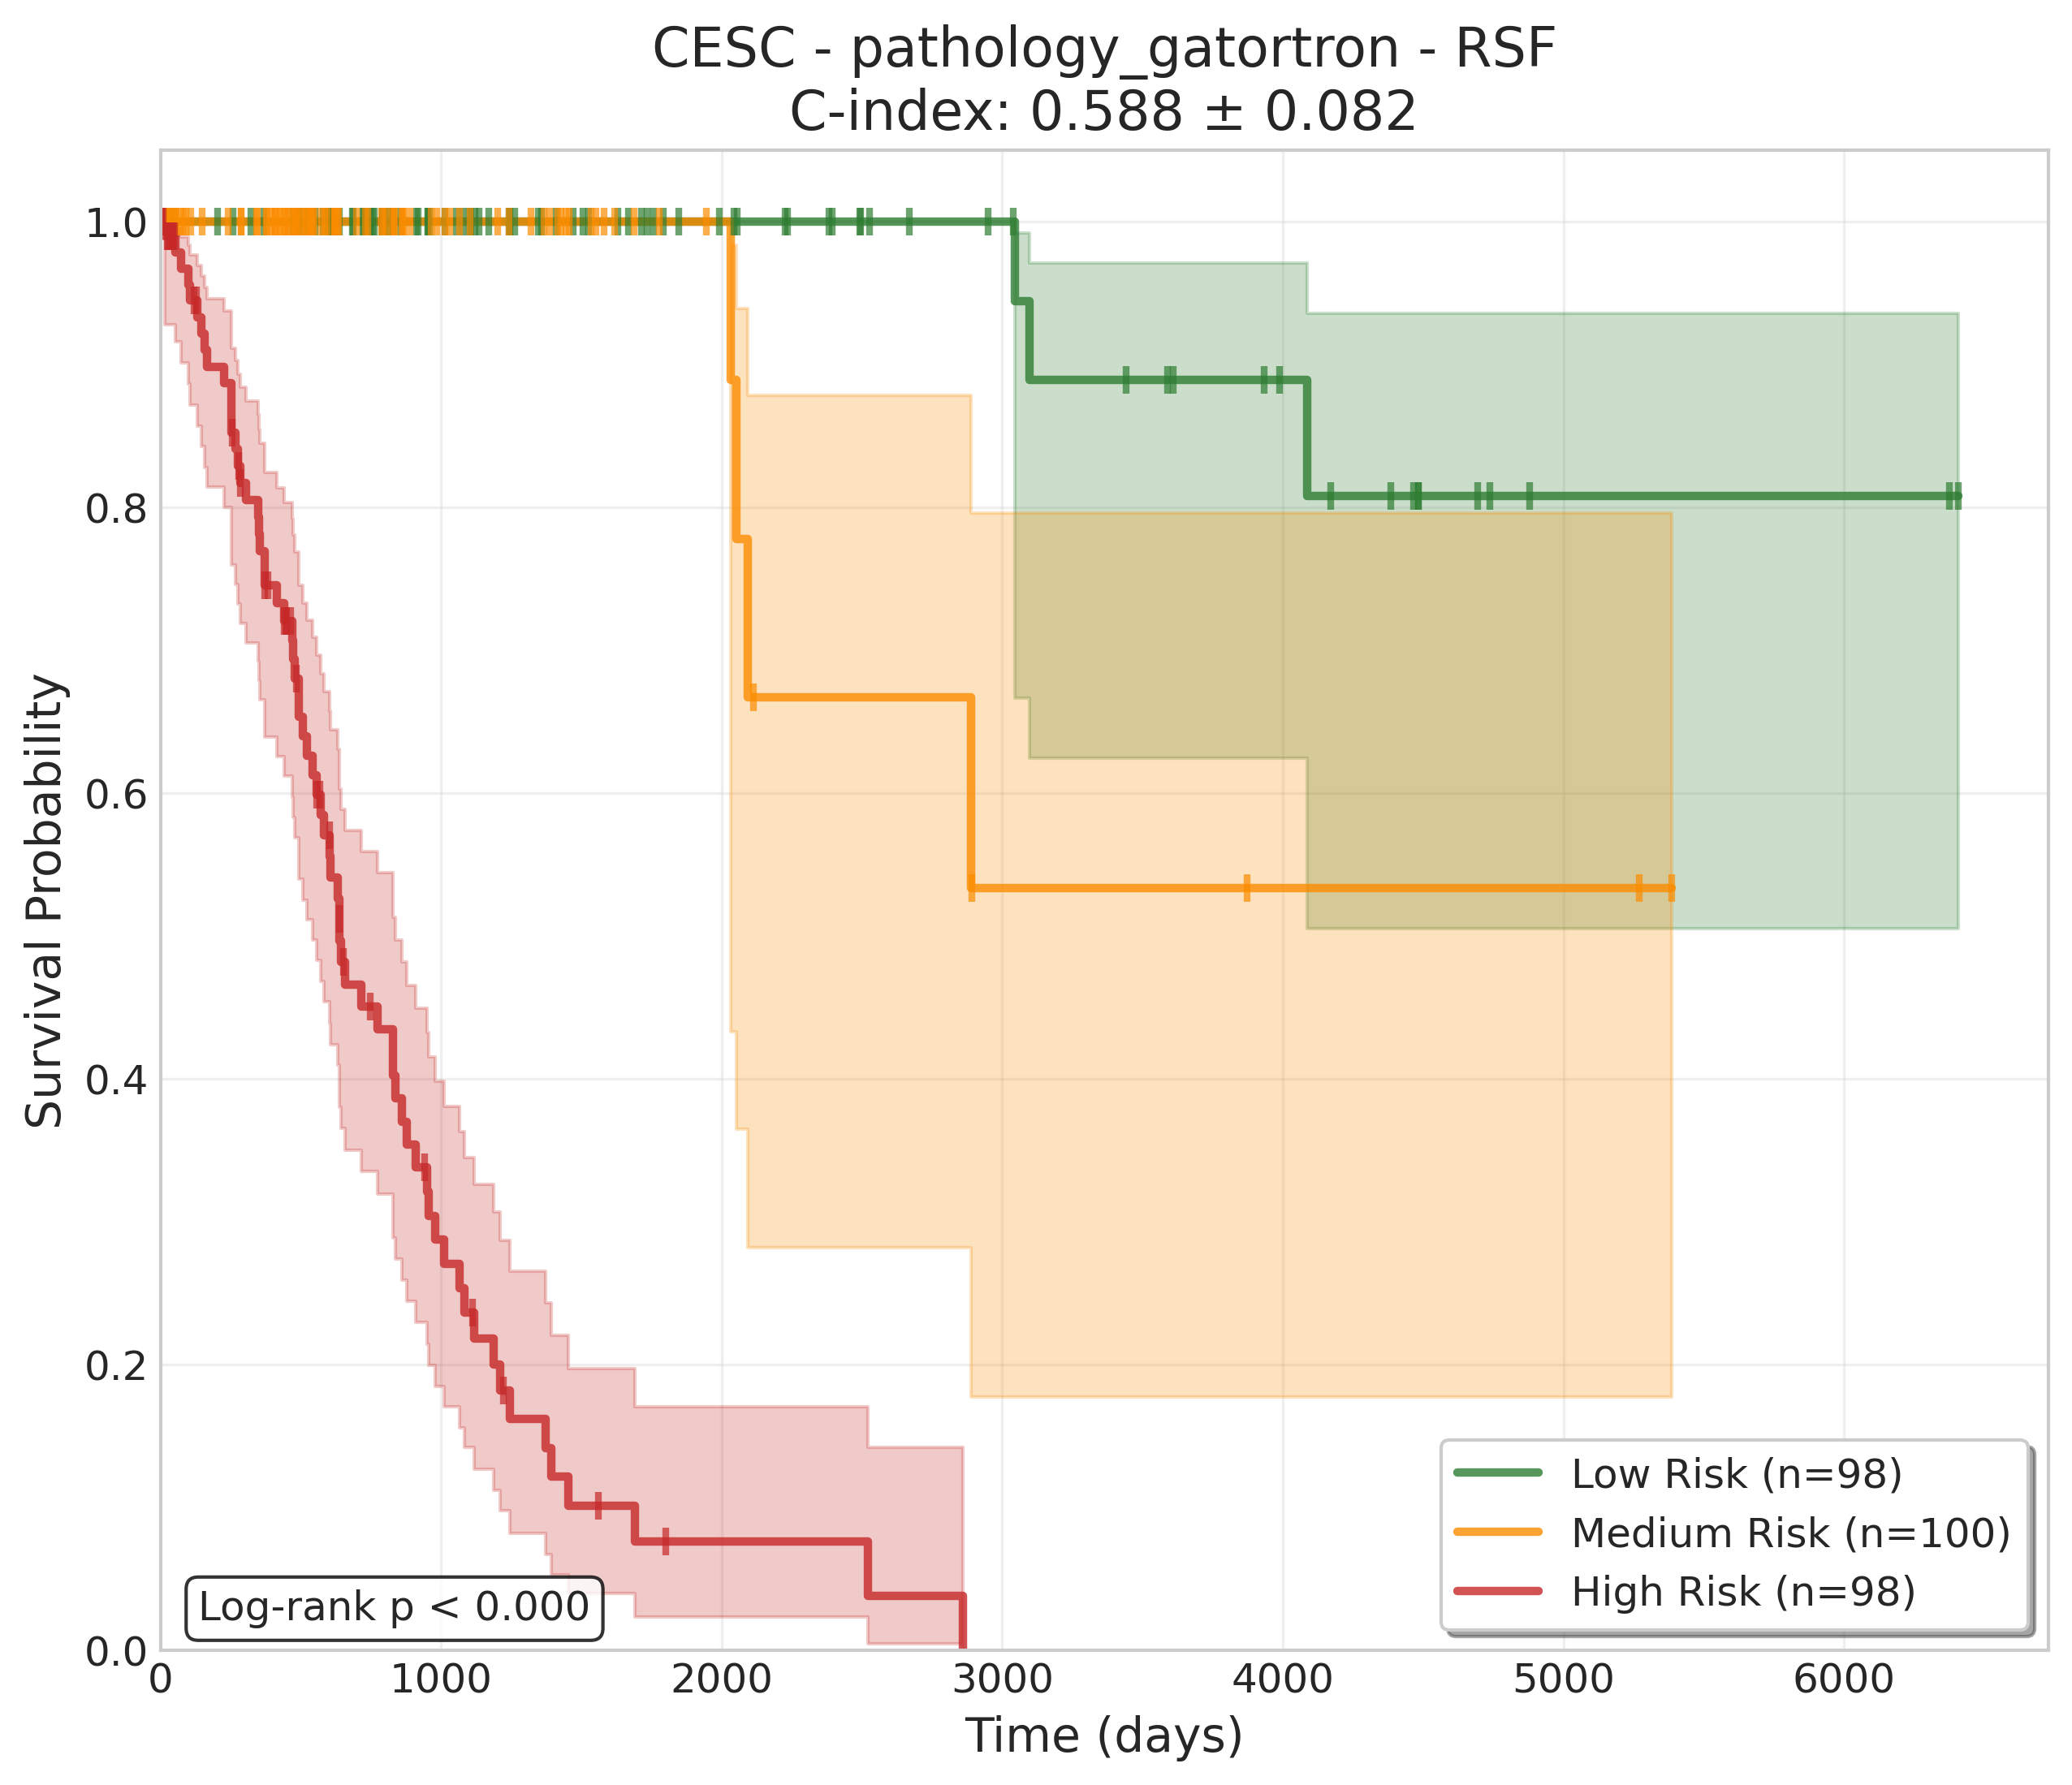 CESC - pathology_gatortron - RSF
C-index: 0.588 ± 0.082
Survival Probability
1.0
0.8
0.6
0.4
0.2
0.0
Log-rank p < 0.000
Low Risk (n=98)
Medium Risk (n=100)
High Risk (n=98)
0 1000 2000 3000 4000 5000 6000
Time (days)